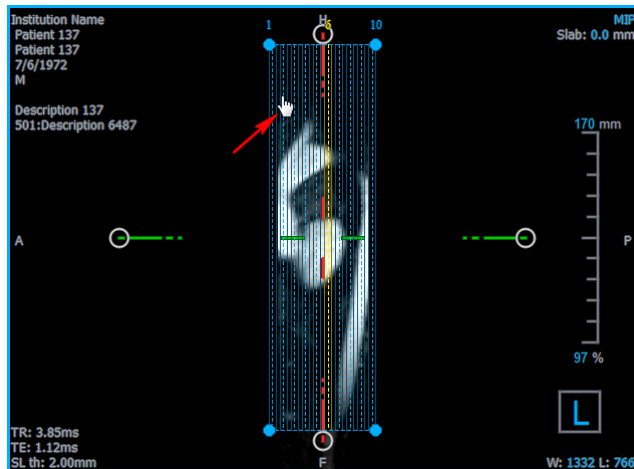 Institution Name
Patient 137
Patient 137
7/6/1972
M
Description 137
501:Description 6487
1
H
6
10
MIP
Slab: 0.0 mm
170 mm
A
P
97 %
L
TR: 3.85ms
TE: 1.12ms
SL th: 2.00mm
F
W: 1332 L: 766